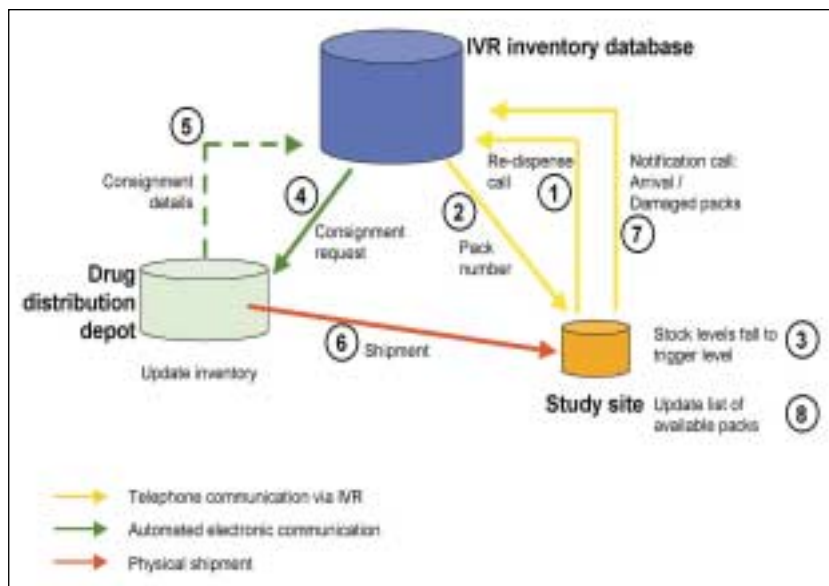 IVR inventory database
5
Re-dispense
call
1
Notification call:
Arrival /
Damaged packs
7
Consignment
details
4
Consignment
request
2
Pack
number
Drug
distribution
depot
6
Shipment
Update inventory
Stock levels fall to
trigger level
3
Study site
Update list of
available packs
8
Telephone communication via IVR
Automated electronic communication
Physical shipment